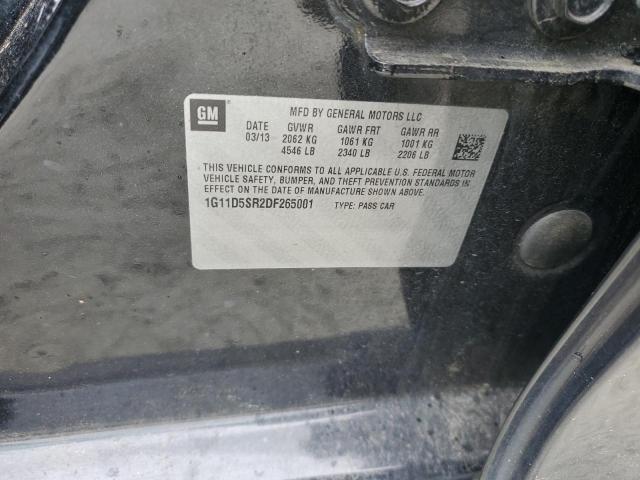 GM
MFD BY GENERAL MOTORS LLC
DATE GVWR GAWR FRT GAWR RR
03/13 2062 KG 1061 KG 1001 KG
4546 LB 2340 LB 2206 LB
THIS VEHICLE CONFORMS TO ALL APPLICABLE U.S. FEDERAL MOTOR
VEHICLE SAFETY, BUMPER, AND THEFT PREVENTION STANDARDS IN
EFFECT ON THE DATE OF MANUFACTURE SHOWN ABOVE.
1G11D5SR2DF265001 TYPE: PASS CAR